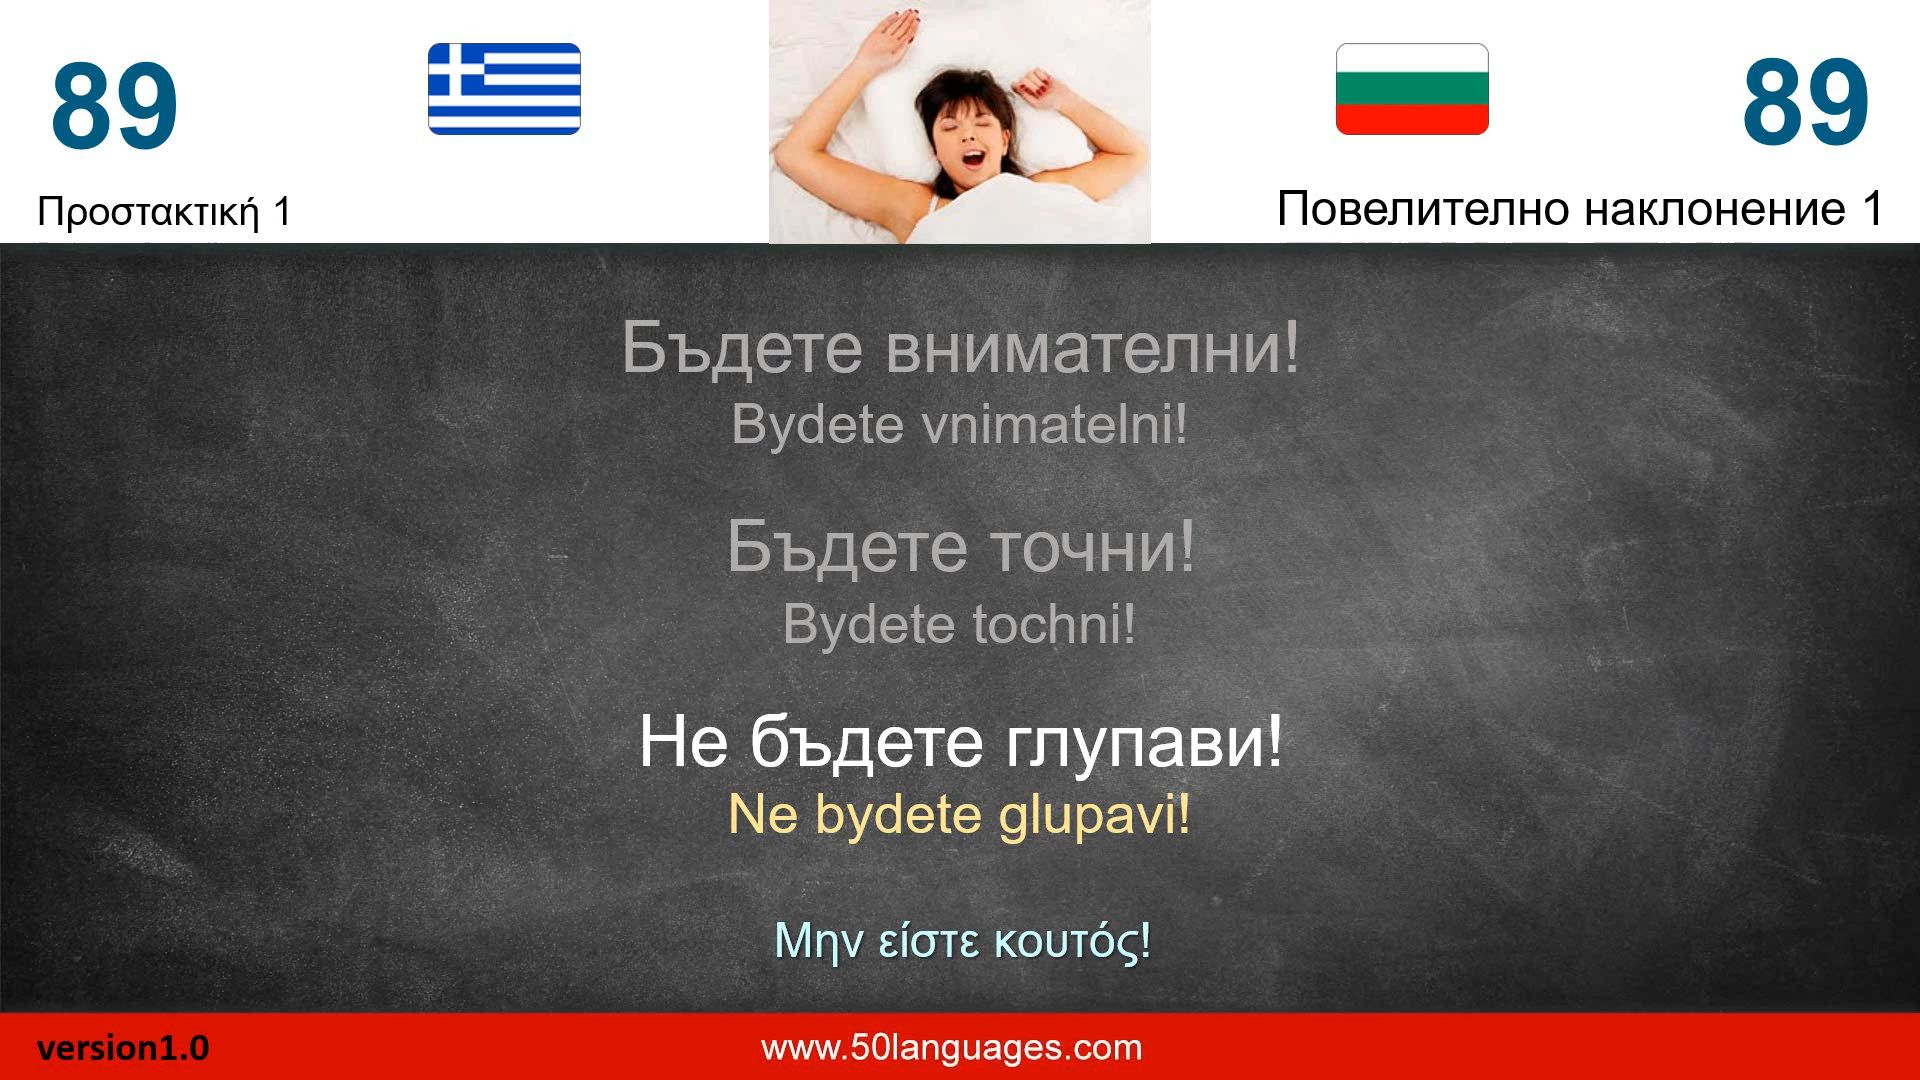 89
89
Προστακτική 1
Повелително наклонение 1
Бъдете внимателни!
Bydete vnimatelni!
Бъдете точни!
Bydete tochni!
Не бъдете глупави!
Ne bydete glupavi!
Μην είστε κουτός!
version1.0
www.50languages.com